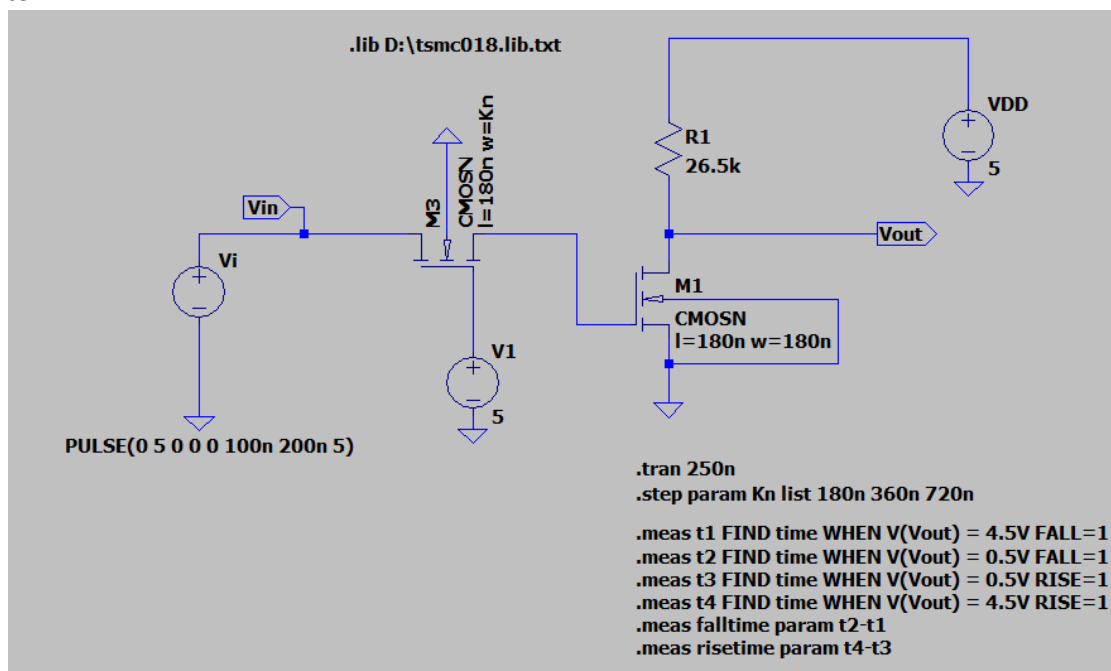 .lib D:\tsmc018.lib.txt
VDD
5
R1
26.5k
M3
CMOSN
l=180n w=Kn
Vin
Vi
Vout
M1
CMOSN
l=180n w=180n
V1
5
PULSE(0 5 0 0 0 100n 200n 5)
.tran 250n
.step param Kn list 180n 360n 720n
.meas t1 FIND time WHEN V(Vout) = 4.5V FALL=1
.meas t2 FIND time WHEN V(Vout) = 0.5V FALL=1
.meas t3 FIND time WHEN V(Vout) = 0.5V RISE=1
.meas t4 FIND time WHEN V(Vout) = 4.5V RISE=1
.meas falltime param t2-t1
.meas risetime param t4-t3